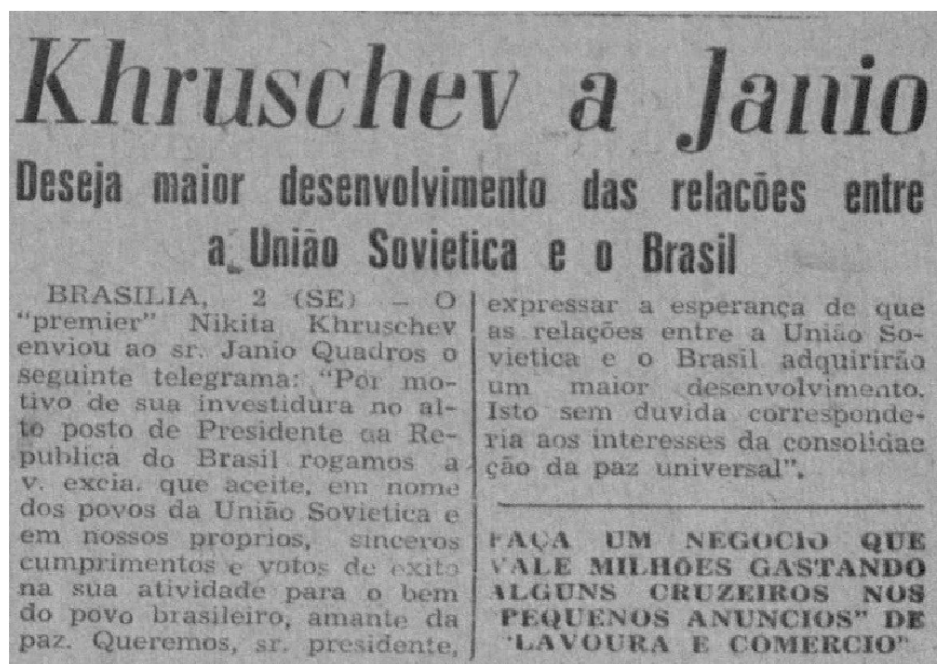 Khruschev a Janio
Deseja maior desenvolvimento das relacões entre
a União Sovietica e o Brasil
BRASILIA, 2 (SE) — O
"premier" Nikita Khruschev
enviou ao sr. Janio Quadros o
seguinte telegrama: "Por mo-
tivo de sua investidura no al-
to posto de Presidente da Re-
publica do Brasil rogamos a
v. excia. que aceite, em nome
dos povos da União Sovietica e
em nossos proprios, sinceros
cumprimentos e votos de exito
na sua atividade para o bem
do povo brasileiro, amante da
paz. Queremos, sr. presidente,
expressar a esperança de que
as relações entre a União So-
vietica e o Brasil adquirirão
um maior desenvolvimento.
Isto sem duvida corresponde-
ria aos interesses da consolidae
ção da paz universal".
FAÇA UM NEGOCIO QUE
VALE MILHÕES GASTANDO
ALGUNS CRUZEIROS NOS
"PEQUENOS ANUNCIOS" DE
"LAVOURA E COMERCIO"